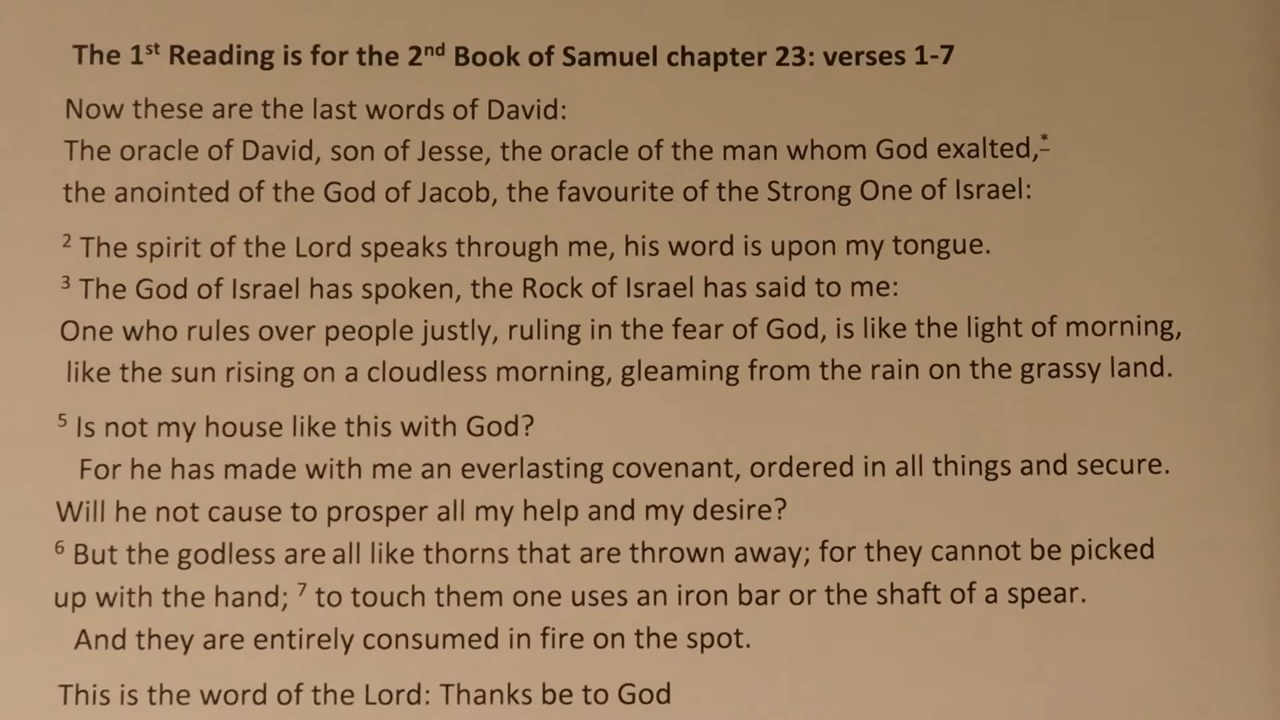 The 1st Reading is for the 2nd Book of Samuel chapter 23: verses 1-7
Now these are the last words of David:
The oracle of David, son of Jesse, the oracle of the man whom God exalted,*
the anointed of the God of Jacob, the favourite of the Strong One of Israel:
2 The spirit of the Lord speaks through me, his word is upon my tongue.
3 The God of Israel has spoken, the Rock of Israel has said to me:
One who rules over people justly, ruling in the fear of God, is like the light of morning,
like the sun rising on a cloudless morning, gleaming from the rain on the grassy land.
5 Is not my house like this with God?
For he has made with me an everlasting covenant, ordered in all things and secure.
Will he not cause to prosper all my help and my desire?
6 But the godless are all like thorns that are thrown away; for they cannot be picked
up with the hand; 7 to touch them one uses an iron bar or the shaft of a spear.
And they are entirely consumed in fire on the spot.
This is the word of the Lord: Thanks be to God